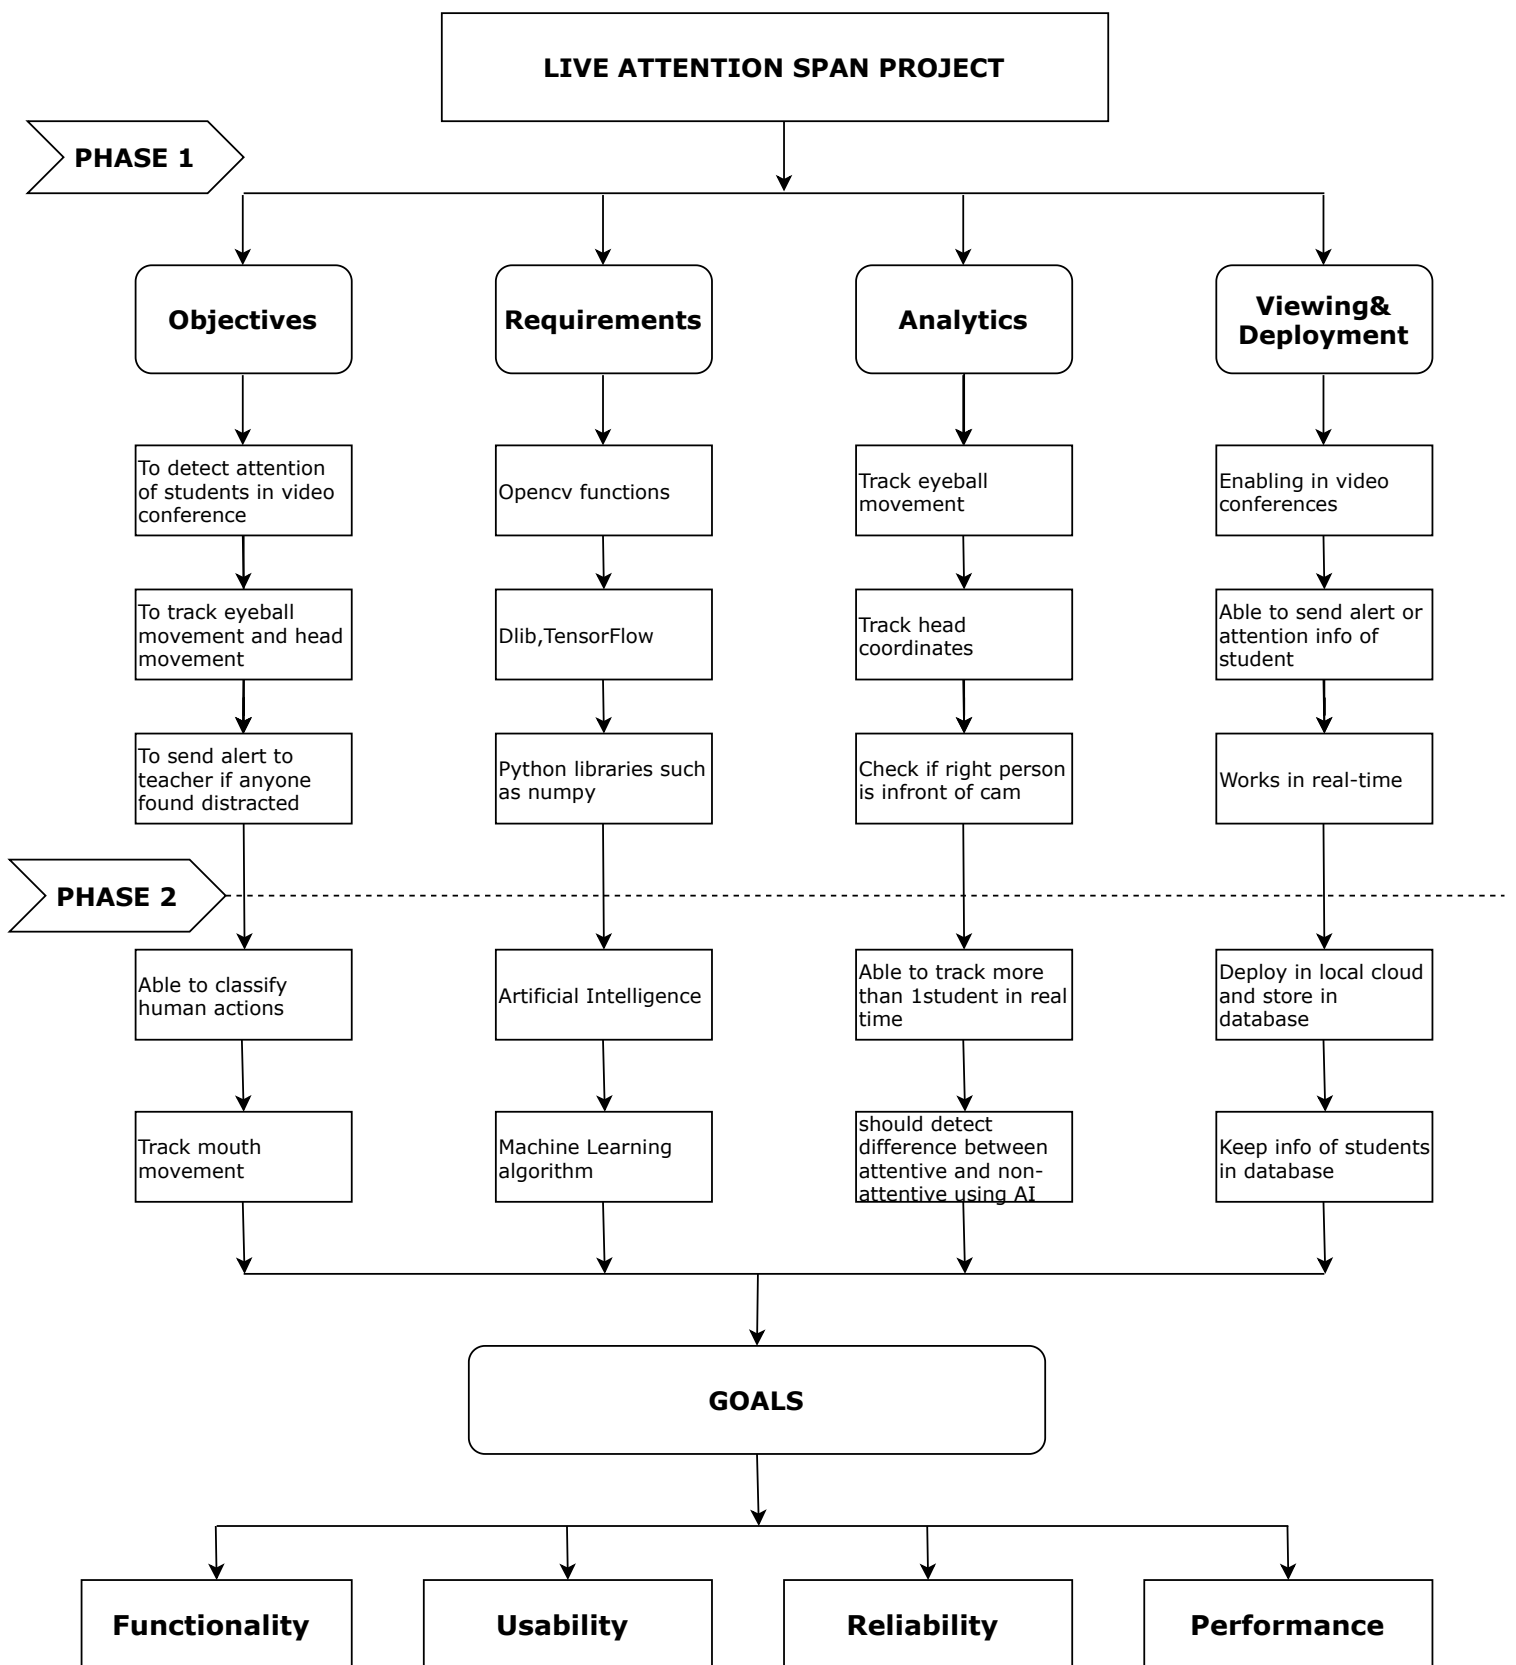 LIVE ATTENTION SPAN PROJECT
PHASE 1
Objectives
Requirements
Analytics
Viewing&
Deployment
To detect attention
of students in video
conference
Opencv functions
Track eyeball
movement
Enabling in video
conferences
To track eyeball
movement and head
movement
Dlib,TensorFlow
Track head
coordinates
Able to send alert or
attention info of
student
To send alert to
teacher if anyone
found distracted
Python libraries such
as numpy
Check if right person
is infront of cam
Works in real-time
PHASE 2
Able to classify
human actions
Artificial Intelligence
Able to track more
than 1student in real
time
Deploy in local cloud
and store in
database
Track mouth
movement
Machine Learning
algorithm
should detect
difference between
attentive and non-
attentive using AI
Keep info of students
in database
GOALS
Functionality
Usability
Reliability
Performance